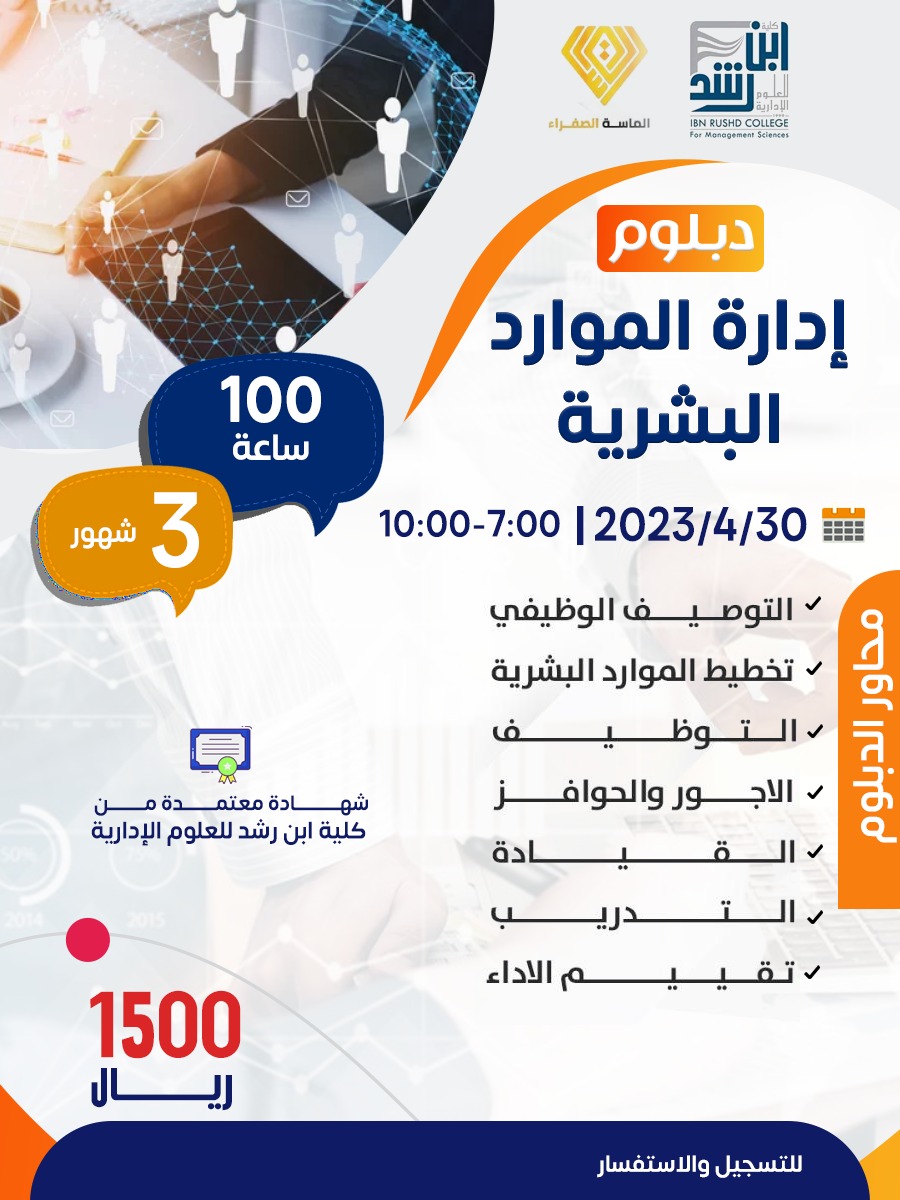 الماسة الصفراء
كلية
ابن رشد
للعلوم
الإدارية
IBN RUSHD COLLEGE
For Management Sciences
دبلوم
إدارة الموارد
البشرية
100
ساعة
3 شهور
2023/4/30 | 10:00-7:00
محاور الدبلوم
التوصيف الوظيفي
تخطيط الموارد البشرية
التوظيف
الاجور والحوافز
القيادة
التدريب
تقييم الاداء
شهادة معتمدة من
كلية ابن رشد للعلوم الإدارية
2014 2015
1500
ريال
للتسجيل والاستفسار